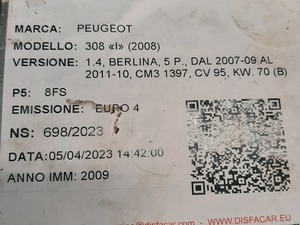 MARCA: PEUGEOT
MODELLO: 308 «I» (2008)
VERSIONE: 1.4, BERLINA, 5 P., DAL 2007-09 AL
2011-10, CM3 1397, CV 95, KW. 70 (B)
P5: 8FS
EMISSIONE: EURO 4
NS: 698/2023
DATA: 05/04/2023 14:42:00
ANNO IMM: 2009
WWW.DISFACAR.EU